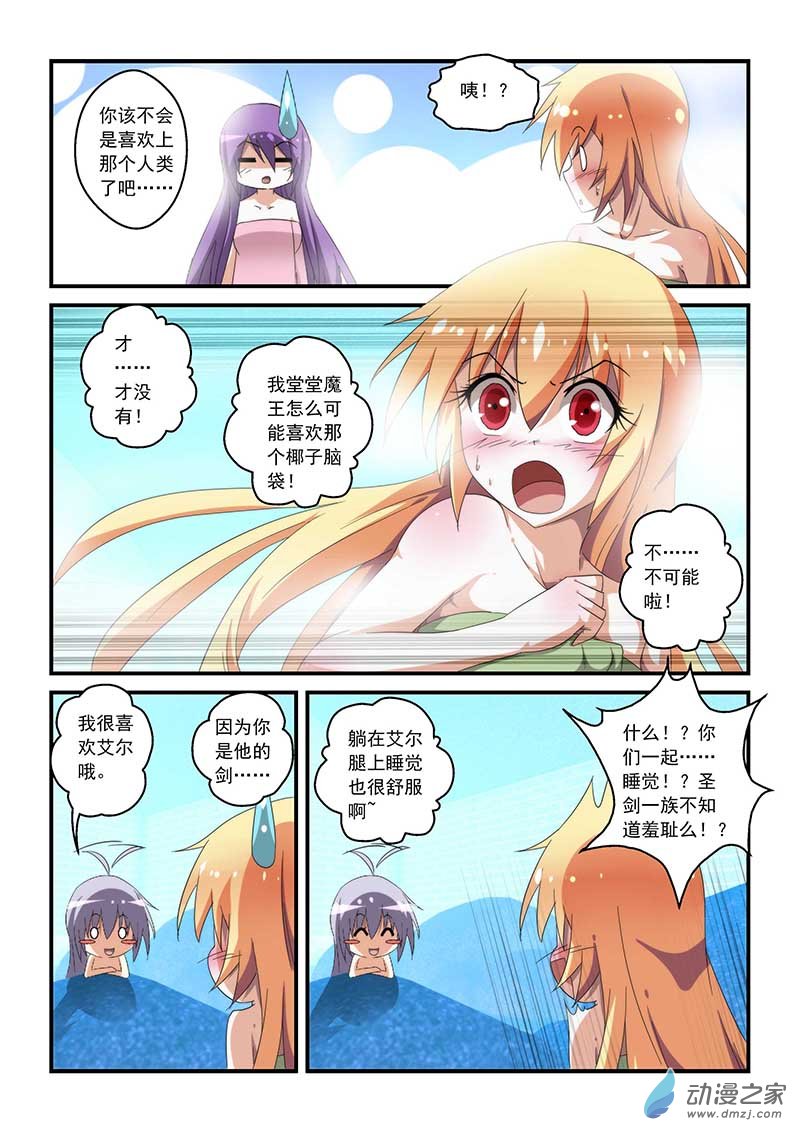 你该不会
是喜欢上
那个人类
了吧……
咦！？
才
……
才没
有！
我堂堂魔
王怎么可
能喜欢那
个椰子脑
袋！
不……
不可能
啦！
我很喜
欢艾尔
哦。
因为你
是他的
剑……
躺在艾尔
腿上睡觉
也很舒服
啊~
什么！？你
们一起……
睡觉！？圣
剑一族不知
道羞耻么！？
动漫之家
www.dmzj.com